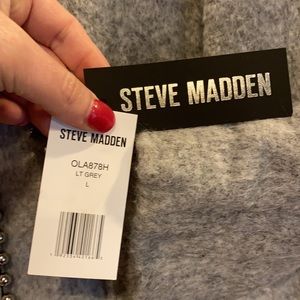 STEVE MADDEN
STEVE MADDEN
OLA878H
LT GREY
L